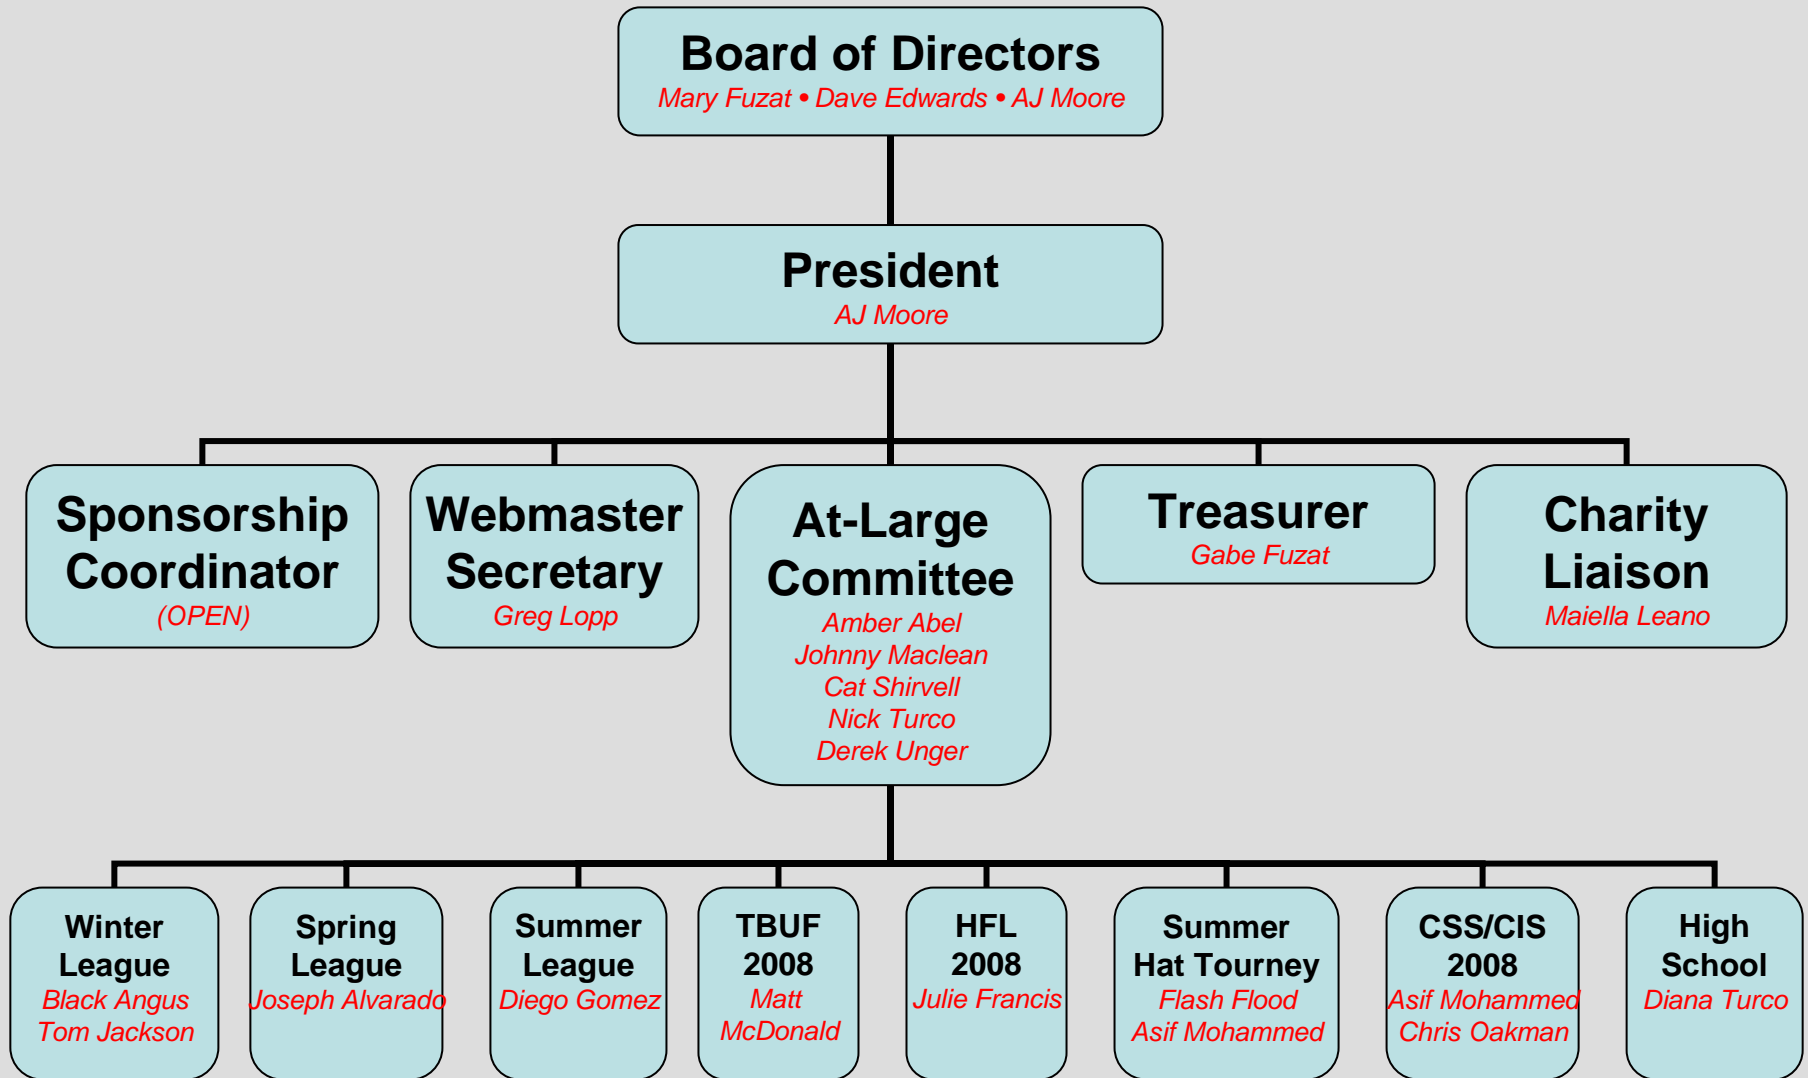 Board of Directors
Mary Fuzat • Dave Edwards • AJ Moore
President
AJ Moore
Sponsorship
Coordinator
(OPEN)
Webmaster
Secretary
Greg Lopp
At-Large
Committee
Amber Abel
Johnny Maclean
Cat Shirvell
Nick Turco
Derek Unger
Treasurer
Gabe Fuzat
Charity
Liaison
Maiella Leano
Winter
League
Black Angus
Tom Jackson
Spring
League
Joseph Alvarado
Summer
League
Diego Gomez
TBUF
2008
Matt
McDonald
HFL
2008
Julie Francis
Summer
Hat Tourney
Flash Flood
Asif Mohammed
CSS/CIS
2008
Asif Mohammed
Chris Oakman
High
School
Diana Turco